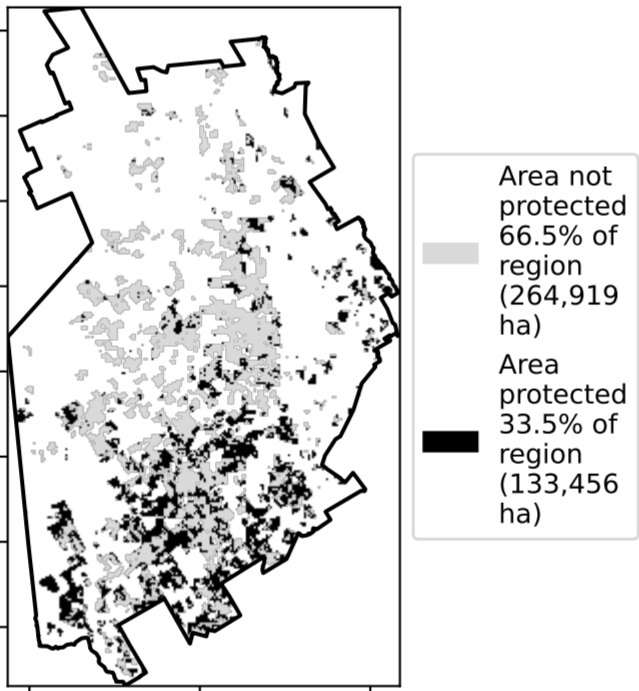 Area not
protected
66.5% of
region
(264,919
ha)
Area
protected
33.5% of
region
(133,456
ha)